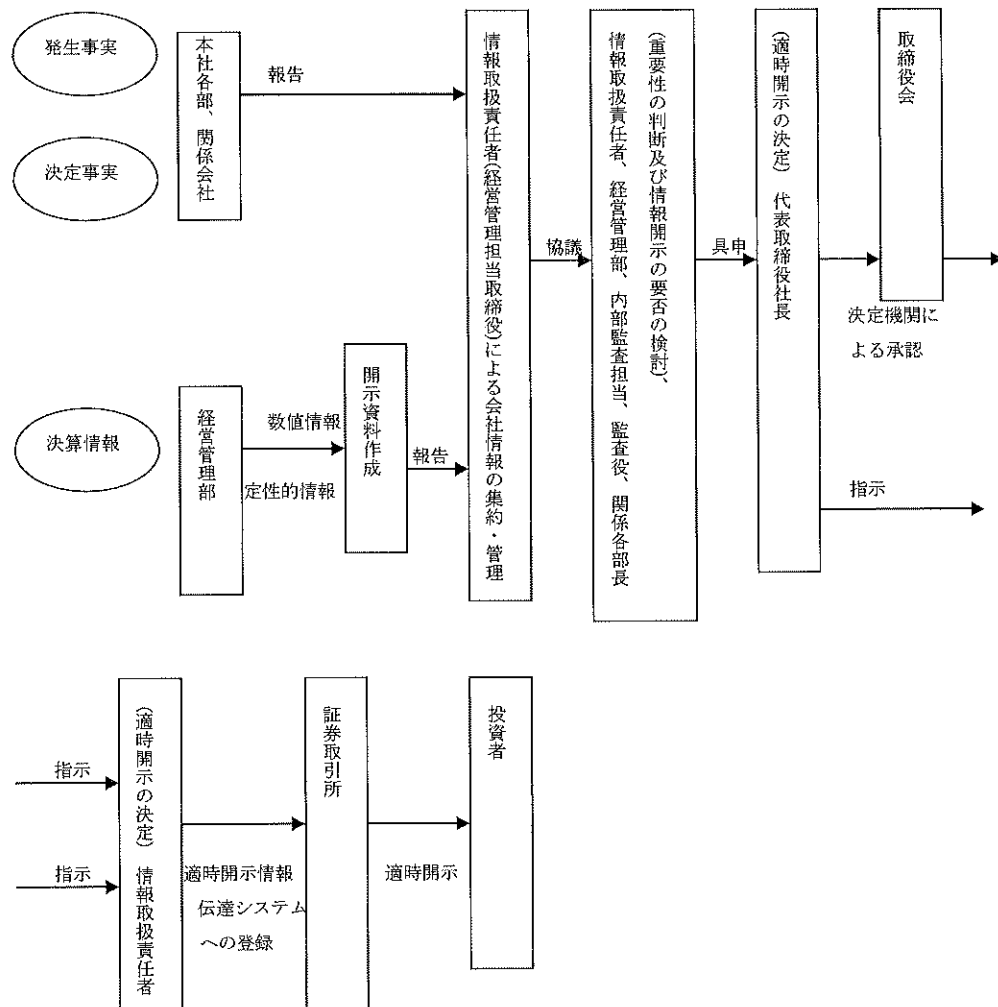 発生事実
決定事実
本社各部、関係会社
報告
決算情報
経営管理部
数値情報
定性的情報
開示資料作成
報告
情報取扱責任者(経営管理担当取締役)による会社情報の集約・管理
協議
(重要性の判断及び情報開示の要否の検討)、
情報取扱責任者、経営管理部、内部監査担当、監査役、関係各部長
具申
(適時開示の決定) 代表取締役社長
取締役会
決定機関に
よる承認
指示
指示
指示
(適時開示の決定) 情報取扱責任者
適時開示情報
伝達システム
への登録
証券取引所
適時開示
投資者